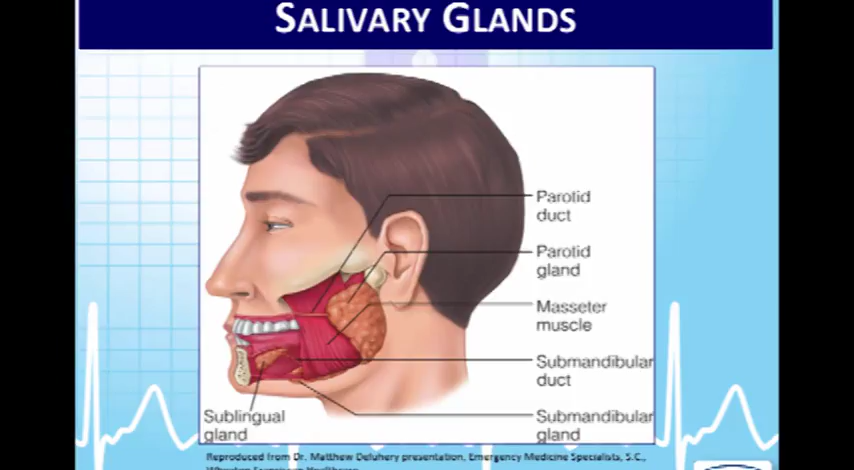 SALIVARY GLANDS
Parotid
duct
Parotid
gland
Masseter
muscle
Submandibular
duct
Submandibular
gland
Sublingual
gland
Reproduced from Dr. Matthew Deluhery presentation, Emergency Medicine Specialists, S.C.,